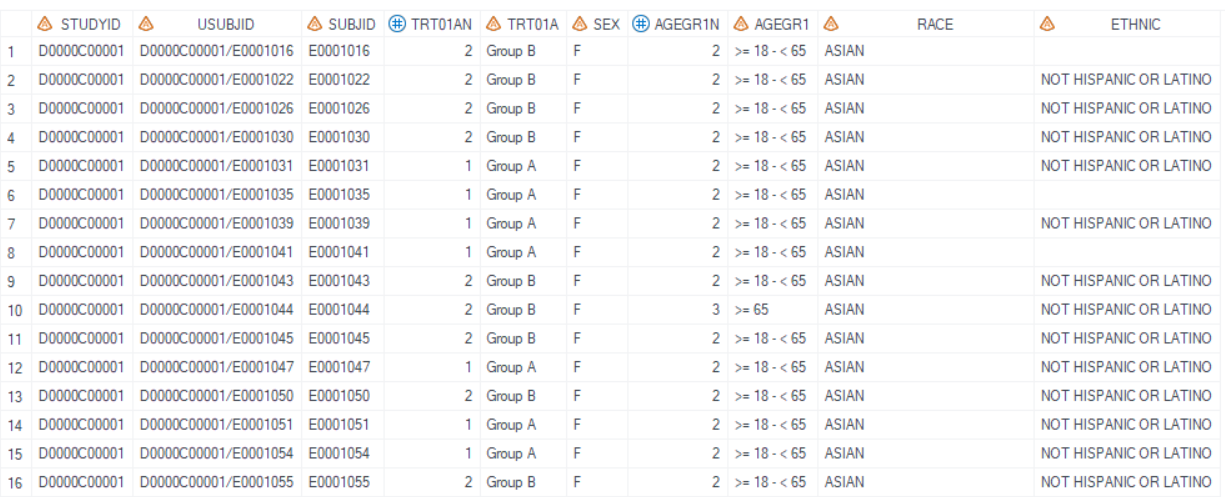 STUDYID USUBJID SUBJID TRT01AN TRT01A SEX AGEGR1N AGEGR1 RACE ETHNIC
1 D0000C00001 D0000C00001/E0001016 E0001016 2 Group B F 2 >= 18 - < 65 ASIAN
2 D0000C00001 D0000C00001/E0001022 E0001022 2 Group B F 2 >= 18 - < 65 ASIAN NOT HISPANIC OR LATINO
3 D0000C00001 D0000C00001/E0001026 E0001026 2 Group B F 2 >= 18 - < 65 ASIAN NOT HISPANIC OR LATINO
4 D0000C00001 D0000C00001/E0001030 E0001030 2 Group B F 2 >= 18 - < 65 ASIAN NOT HISPANIC OR LATINO
5 D0000C00001 D0000C00001/E0001031 E0001031 1 Group A F 2 >= 18 - < 65 ASIAN NOT HISPANIC OR LATINO
6 D0000C00001 D0000C00001/E0001035 E0001035 1 Group A F 2 >= 18 - < 65 ASIAN
7 D0000C00001 D0000C00001/E0001039 E0001039 1 Group A F 2 >= 18 - < 65 ASIAN NOT HISPANIC OR LATINO
8 D0000C00001 D0000C00001/E0001041 E0001041 1 Group A F 2 >= 18 - < 65 ASIAN
9 D0000C00001 D0000C00001/E0001043 E0001043 2 Group B F 2 >= 18 - < 65 ASIAN NOT HISPANIC OR LATINO
10 D0000C00001 D0000C00001/E0001044 E0001044 2 Group B F 3 >= 65 ASIAN NOT HISPANIC OR LATINO
11 D0000C00001 D0000C00001/E0001045 E0001045 2 Group B F 2 >= 18 - < 65 ASIAN NOT HISPANIC OR LATINO
12 D0000C00001 D0000C00001/E0001047 E0001047 1 Group A F 2 >= 18 - < 65 ASIAN NOT HISPANIC OR LATINO
13 D0000C00001 D0000C00001/E0001050 E0001050 2 Group B F 2 >= 18 - < 65 ASIAN NOT HISPANIC OR LATINO
14 D0000C00001 D0000C00001/E0001051 E0001051 1 Group A F 2 >= 18 - < 65 ASIAN NOT HISPANIC OR LATINO
15 D0000C00001 D0000C00001/E0001054 E0001054 1 Group A F 2 >= 18 - < 65 ASIAN NOT HISPANIC OR LATINO
16 D0000C00001 D0000C00001/E0001055 E0001055 2 Group B F 2 >= 18 - < 65 ASIAN NOT HISPANIC OR LATINO